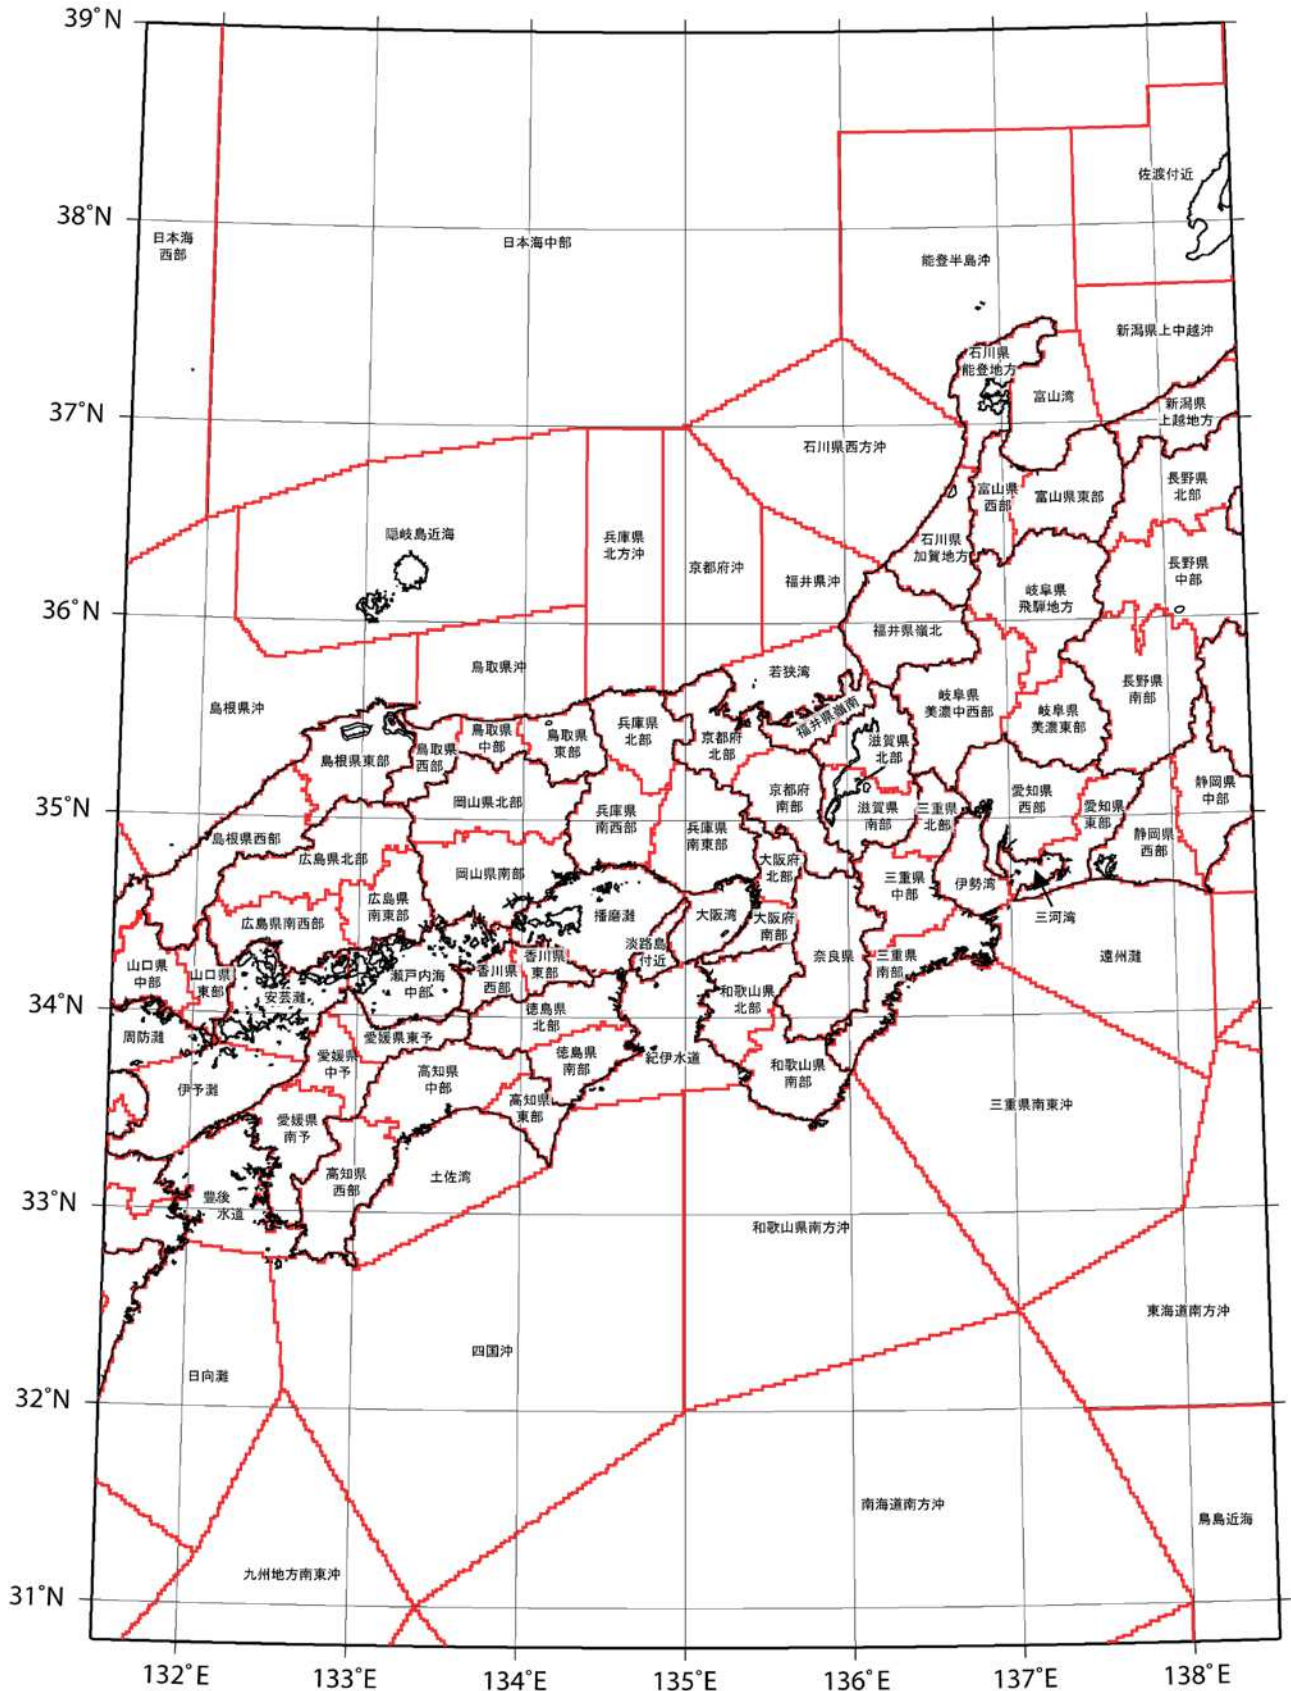 39°N
佐渡付近
38°N
日本海
西部
日本海中部
能登半島沖
新潟県上中越沖
石川県
能登地方
富山湾
新潟県
上越地方
37°N
石川県西方沖
長野県
北部
富山県
西部
富山県東部
隠岐島近海
兵庫県
北方沖
京都府沖
福井県沖
石川県
加賀地方
長野県
中部
岐阜県
飛騨地方
36°N
福井県嶺北
鳥取県沖
若狭湾
長野県
南部
島根県沖
岐阜県
美濃中西部
岐阜県
美濃東部
福井県嶺南
鳥取県
中部
鳥取県
東部
兵庫県
北部
京都府
北部
滋賀県
北部
島根県東部
鳥取県
西部
静岡県
中部
35°N
岡山県北部
兵庫県
南西部
京都府
南部
滋賀県
南部
三重県
北部
愛知県
西部
愛知県
東部
静岡県
西部
島根県西部
兵庫県
南東部
広島県北部
岡山県南部
大阪府
北部
三重県
中部
伊勢湾
広島県
南東部
広島県南西部
播磨灘
大阪湾
大阪府
南部
三河湾
淡路島
付近
奈良県
三重県
南部
遠州灘
山口県
中部
山口県
東部
安芸灘
瀬戸内海
中部
香川県
西部
香川県
東部
和歌山県
北部
34°N
徳島県
北部
周防灘
愛媛県東予
愛媛県
中予
高知県
中部
徳島県
南部
紀伊水道
和歌山県
南部
伊予灘
高知県
東部
三重県南東沖
愛媛県
南予
高知県
西部
土佐湾
33°N
豊後
水道
和歌山県南方沖
東海道南方沖
四国沖
日向灘
32°N
南海道南方沖
鳥島近海
九州地方南東沖
31°N
132°E
133°E
134°E
135°E
136°E
137°E
138°E